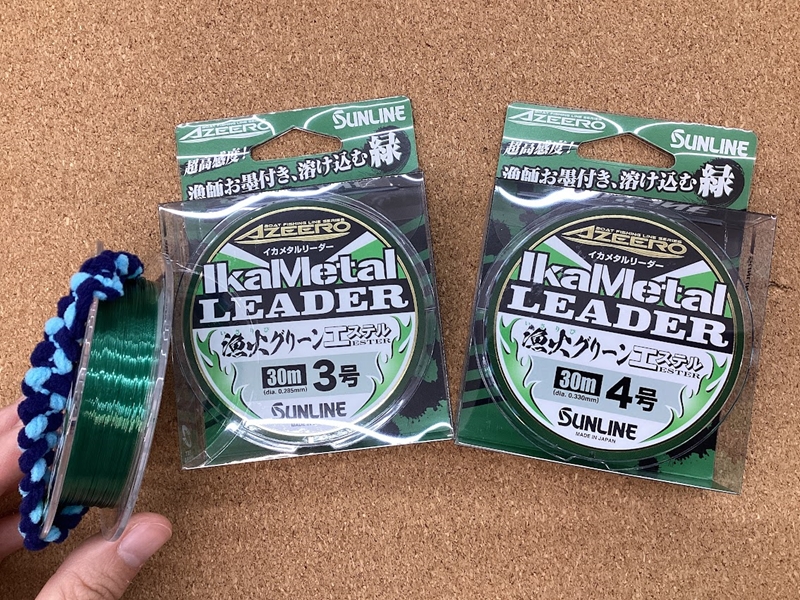 AZEERO
SUNLINE
超高感度!
漁師お墨付き、溶け込む緑
BOAT FISHING LINE SERIES
AZEERO
イカメタルリーダー
IkaMetal
LEADER
漁火グリーンエステル
ESTER
30m 3号
(dia. 0.285mm)
SUNLINE
MADE IN JAPAN
AZEERO
SUNLINE
超高感度!
漁師お墨付き、溶け込む緑
BOAT FISHING LINE SERIES
AZEERO
イカメタルリーダー
IkaMetal
LEADER
漁火グリーンエステル
ESTER
30m 4号
(dia. 0.330mm)
SUNLINE
MADE IN JAPAN